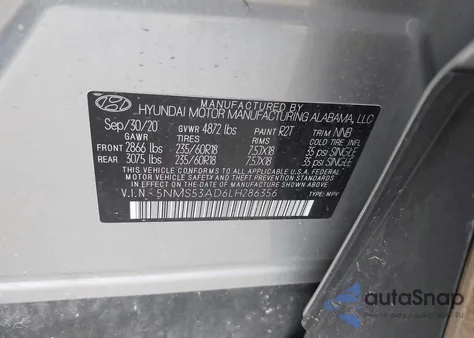 MANUFACTURED BY
HYUNDAI MOTOR MANUFACTURING ALABAMA, LLC
Sep/30/20 GVWR 4872 lbs PAINT R2T TRIM NNB
GAWR TIRES RIMS COLD TIRE INFL
FRONT 2866 lbs 235/60R18 7.5JX18 35 psi SINGLE
REAR 3075 lbs 235/60R18 7.5JX18 35 psi SINGLE
THIS VEHICLE CONFORMS TO ALL APPLICABLE
U.S.A. FEDERAL MOTOR VEHICLE SAFETY STANDARDS
IN EFFECT ON THE DATE OF MANUFACTURE SHOWN ABOVE
V.I.N - 5NMS53AD6LH286356 TYPE: MPV
autoSnap